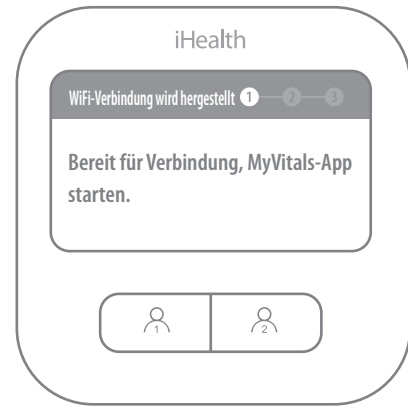 iHealth
WiFi-Verbindung wird hergestellt 1 2 3
Bereit für Verbindung, MyVitals-App
starten.
1 2